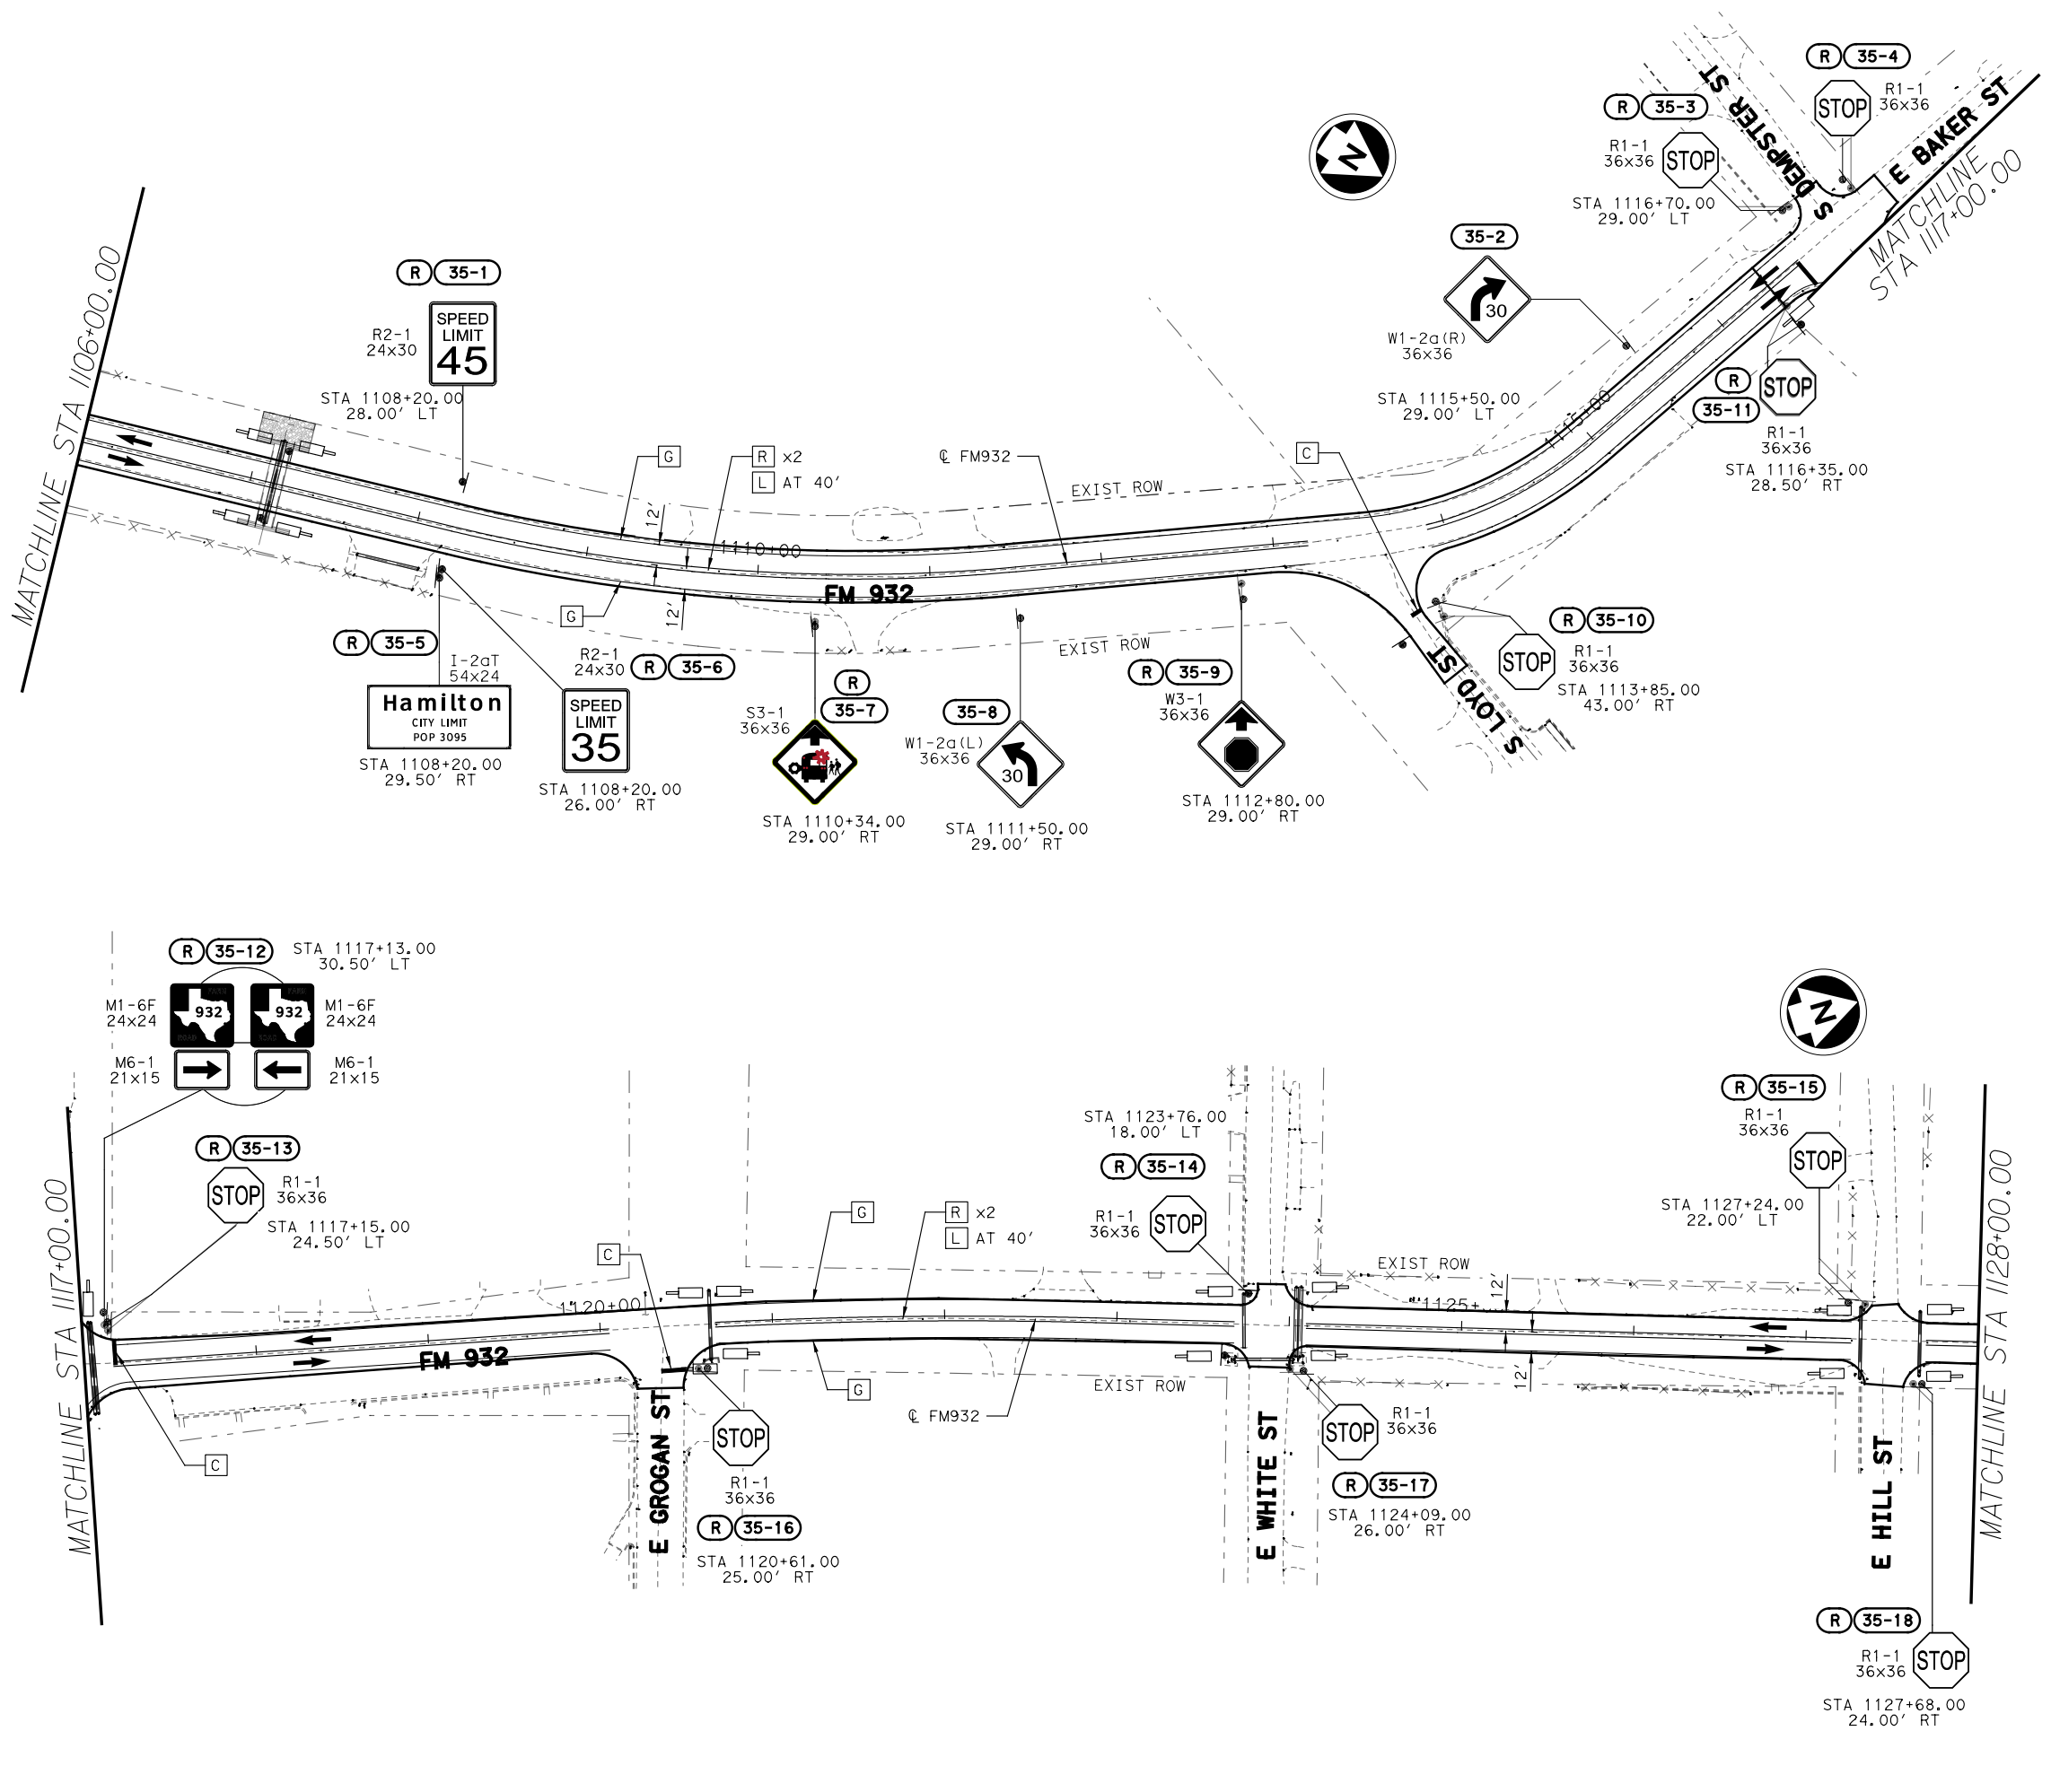 R 35-4
R1-1
36x36
STOP
R 35-3
R1-1
36x36
STOP
STA 1116+70.00
29.00' LT
S DEMPSTER ST
E BAKER ST
MATCHLINE
STA 1117+00.00
N
35-2
30
W1-2a(R)
36x36
STA 1115+50.00
29.00' LT
R
35-11
STOP
R1-1
36x36
STA 1116+35.00
28.50' RT
MATCHLINE STA 1106+00.00
R 35-1
SPEED
LIMIT
45
R2-1
24x30
STA 1108+20.00
28.00' LT
G
R x2
L AT 40'
℄ FM932
EXIST ROW
C
12'
1110+00
FM 932
G
12'
EXIST ROW
R 35-5
I-2aT
54x24
Hamilton
CITY LIMIT
POP 3095
STA 1108+20.00
29.50' RT
R2-1
24x30
R 35-6
SPEED
LIMIT
35
STA 1108+20.00
26.00' RT
R
35-7
S3-1
36x36
STA 1110+34.00
29.00' RT
35-8
W1-2a(L)
36x36
30
STA 1111+50.00
29.00' RT
R 35-9
W3-1
36x36
STA 1112+80.00
29.00' RT
R 35-10
STOP
R1-1
36x36
STA 1113+85.00
43.00' RT
S LOYD ST
R 35-12
STA 1117+13.00
30.50' LT
M1-6F
24x24
932
932
M1-6F
24x24
M6-1
21x15
M6-1
21x15
R 35-13
STOP
R1-1
36x36
STA 1117+15.00
24.50' LT
MATCHLINE STA 1117+00.00
C
G
R x2
L AT 40'
C
1120+00
FM 932
G
℄ FM932
EXIST ROW
E GROGAN ST
STOP
R1-1
36x36
R 35-16
STA 1120+61.00
25.00' RT
STA 1123+76.00
18.00' LT
R 35-14
R1-1
36x36
STOP
EXIST ROW
12'
1125+
12'
E WHITE ST
STOP
R1-1
36x36
R 35-17
STA 1124+09.00
26.00' RT
N
R 35-15
R1-1
36x36
STOP
STA 1127+24.00
22.00' LT
E HILL ST
MATCHLINE STA 1128+00.00
R 35-18
R1-1
36x36
STOP
STA 1127+68.00
24.00' RT